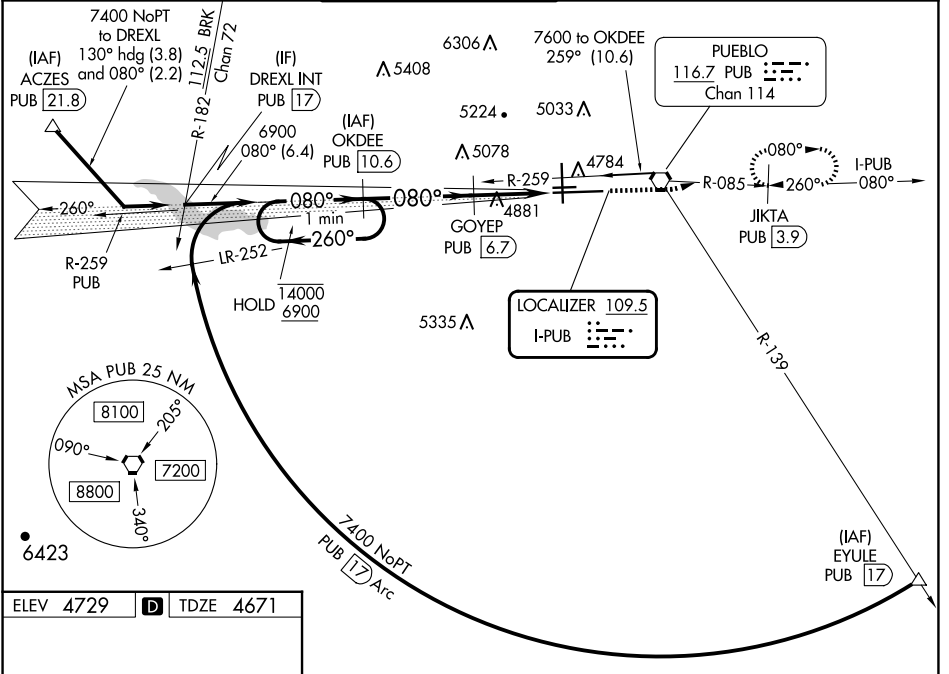 7400 NoPT
to DREXL
130° hdg (3.8)
and 080° (2.2)
(IAF)
ACZES
PUB 21.8
R-182
112.5 BRK
Chan 72
(IF)
DREXL INT
PUB 17
6900
080° (6.4)
(IAF)
OKDEE
PUB 10.6
5408
6306
5224
5033
5078
4784
4881
5335
7600 to OKDEE
259° (10.6)
PUEBLO
116.7 PUB
Chan 114
080°
260°
I-PUB
080°
R-085
JIKTA
PUB 3.9
R-259
260°
R-259
PUB
080°
080°
1 min
260°
LR-252
HOLD 14000
6900
GOYEP
PUB 6.7
LOCALIZER 109.5
I-PUB
R-139
MSA PUB 25 NM
8100
205°
090°
7200
8800
340°
6423
7400 NoPT
PUB 17 Arc
(IAF)
EYULE
PUB 17
ELEV 4729 D TDZE 4671